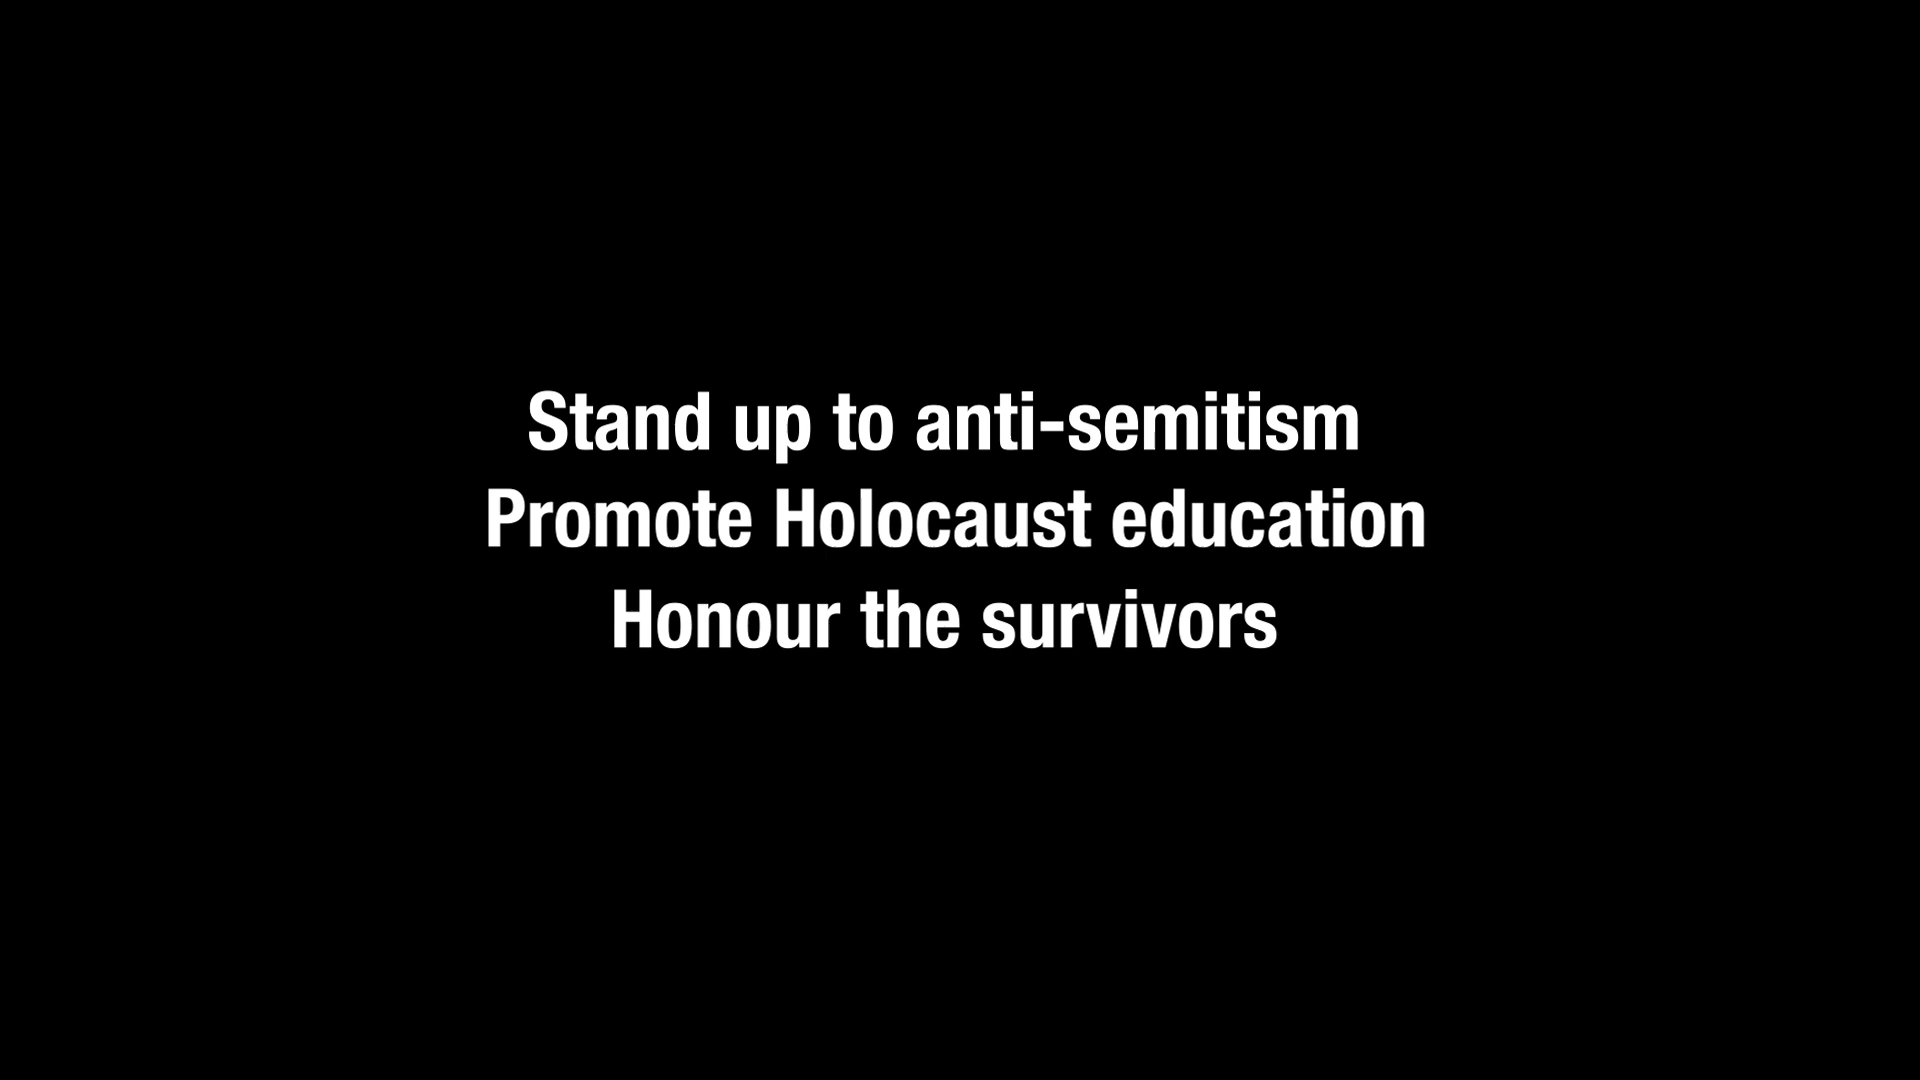 Stand up to anti-semitism
Promote Holocaust education
Honour the survivors